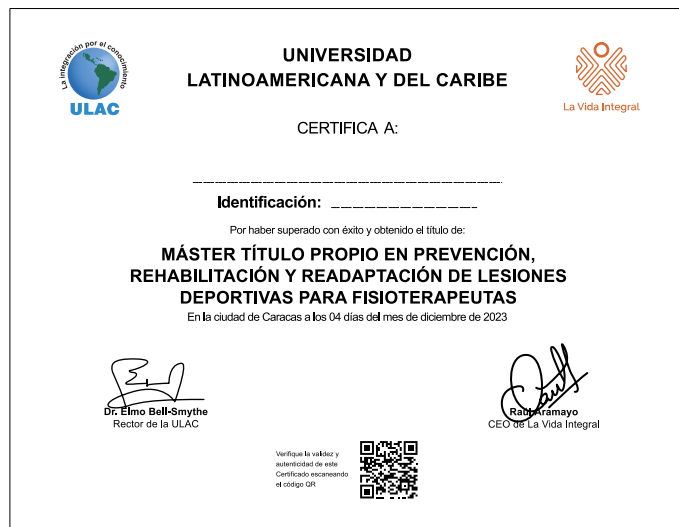 La integración por el conocimiento
ULAC
UNIVERSIDAD
LATINOAMERICANA Y DEL CARIBE
La Vida Integral
CERTIFICA A:
Identificación:
Por haber superado con éxito y obtenido el título de:
MÁSTER TÍTULO PROPIO EN PREVENCIÓN,
REHABILITACIÓN Y READAPTACIÓN DE LESIONES
DEPORTIVAS PARA FISIOTERAPEUTAS
En la ciudad de Caracas a los 04 días del mes de diciembre de 2023
Dr. Elmo Bell-Smythe
Rector de la ULAC
Raúl Aramayo
CEO de La Vida Integral
Verifique la validez y
autenticidad de este
Certificado escaneando
el código QR